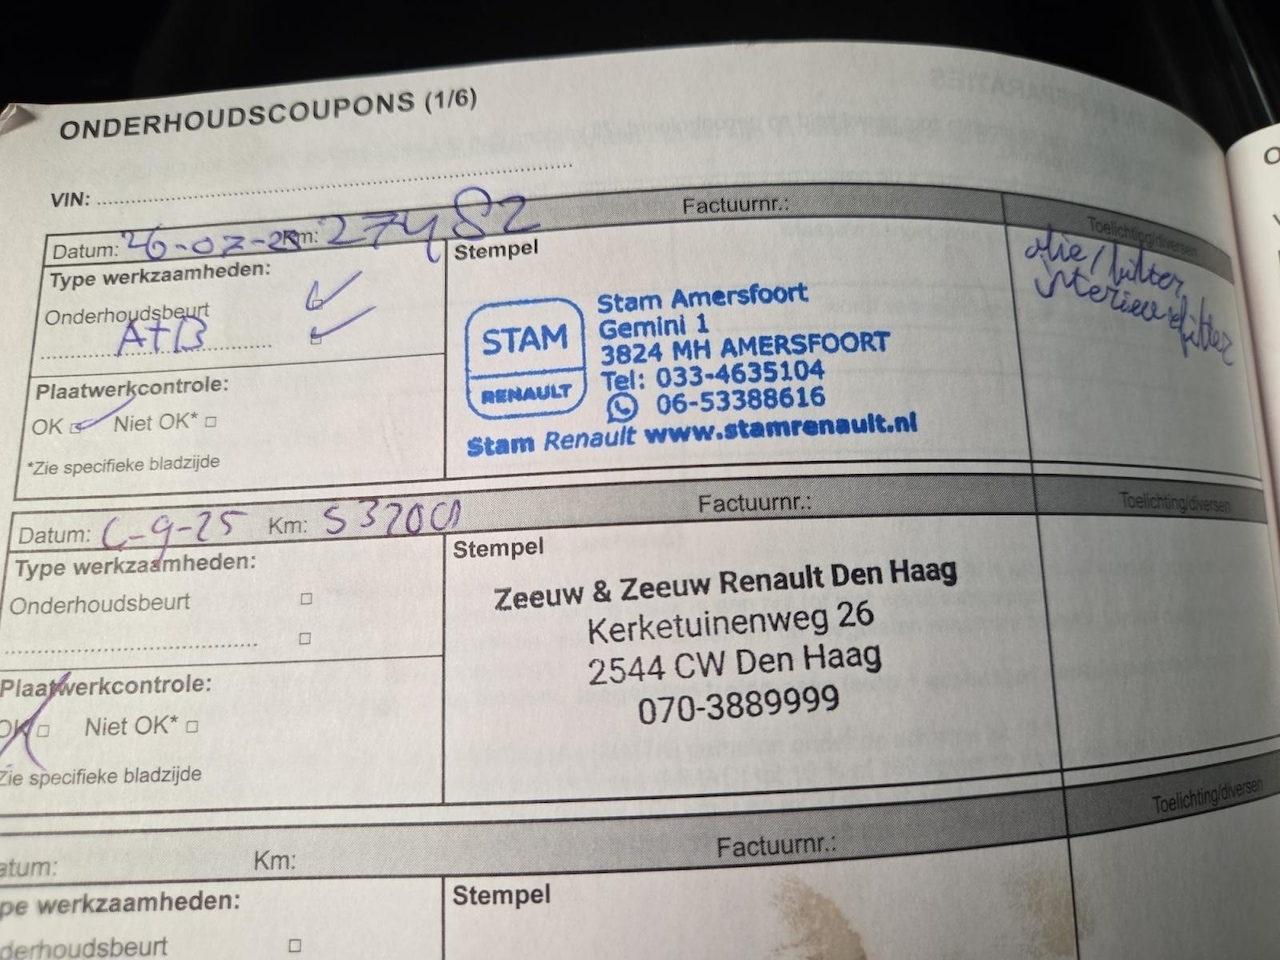 ONDERHOUDSCOUPONS (1/6)
VIN:
Datum: 26-07-23 Km: 27482 Factuurnr.: Toelichting/diversen
Type werkzaamheden:
Onderhoudsbeurt
A+B
Plaatwerkcontrole:
OK Niet OK*
*Zie specifieke bladzijde
Stempel
STAM
RENAULT
Stam Amersfoort
Gemini 1
3824 MH AMERSFOORT
Tel: 033-4635104
06-53388616
Stam Renault www.stamrenault.nl
olie/filter
interieurfilter
Datum: -9-25 Km: 53200 Factuurnr.: Toelichting/diversen
Type werkzaamheden:
Onderhoudsbeurt
Plaatwerkcontrole:
OK Niet OK*
Zie specifieke bladzijde
Stempel
Zeeuw & Zeeuw Renault Den Haag
Kerketuinenweg 26
2544 CW Den Haag
070-3889999
atum: Km: Factuurnr.: Toelichting/diversen
pe werkzaamheden:
derhoudsbeurt
Stempel